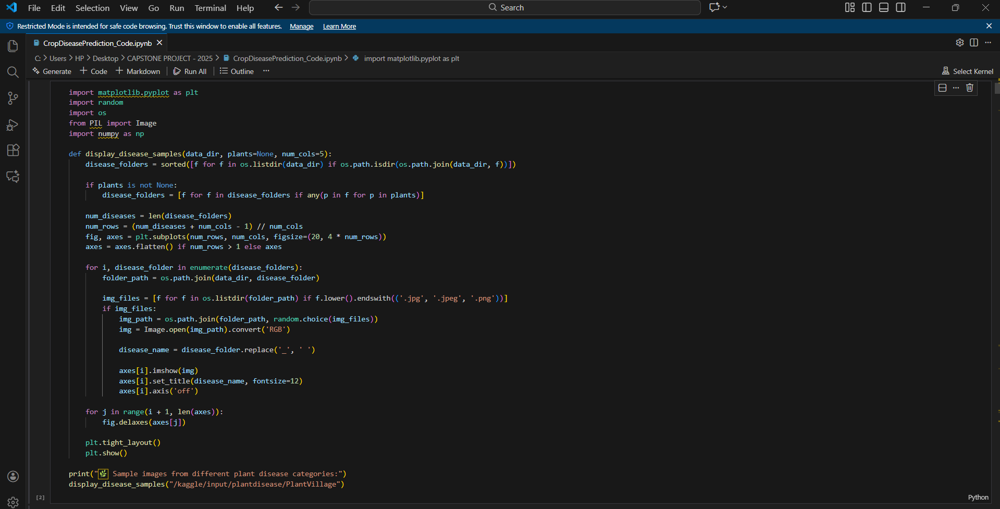 File Edit Selection View Go Run Terminal Help Search
Restricted Mode is intended for safe code browsing. Trust this window to enable all features. Manage Learn More
CropDiseasePrediction_Code.ipynb
C: > Users > HP > Desktop > CAPSTONE PROJECT - 2025 > CropDiseasePrediction_Code.ipynb > import matplotlib.pyplot as plt
Generate + Code + Markdown Run All Outline ... Select Kernel
import matplotlib.pyplot as plt
import random
import os
from PIL import Image
import numpy as np
def display_disease_samples(data_dir, plants=None, num_cols=5):
disease_folders = sorted([f for f in os.listdir(data_dir) if os.path.isdir(os.path.join(data_dir, f))])
if plants is not None:
disease_folders = [f for f in disease_folders if any(p in f for p in plants)]
num_diseases = len(disease_folders)
num_rows = (num_diseases + num_cols - 1) // num_cols
fig, axes = plt.subplots(num_rows, num_cols, figsize=(20, 4 * num_rows))
axes = axes.flatten() if num_rows > 1 else axes
for i, disease_folder in enumerate(disease_folders):
folder_path = os.path.join(data_dir, disease_folder)
img_files = [f for f in os.listdir(folder_path) if f.lower().endswith(('.jpg', '.jpeg', '.png'))]
if img_files:
img_path = os.path.join(folder_path, random.choice(img_files))
img = Image.open(img_path).convert('RGB')
disease_name = disease_folder.replace('_', ' ')
axes[i].imshow(img)
axes[i].set_title(disease_name, fontsize=12)
axes[i].axis('off')
for j in range(i + 1, len(axes)):
fig.delaxes(axes[j])
plt.tight_layout()
plt.show()
print("🌿 Sample images from different plant disease categories:")
display_disease_samples("/kaggle/input/plantdisease/PlantVillage")
[2] Python